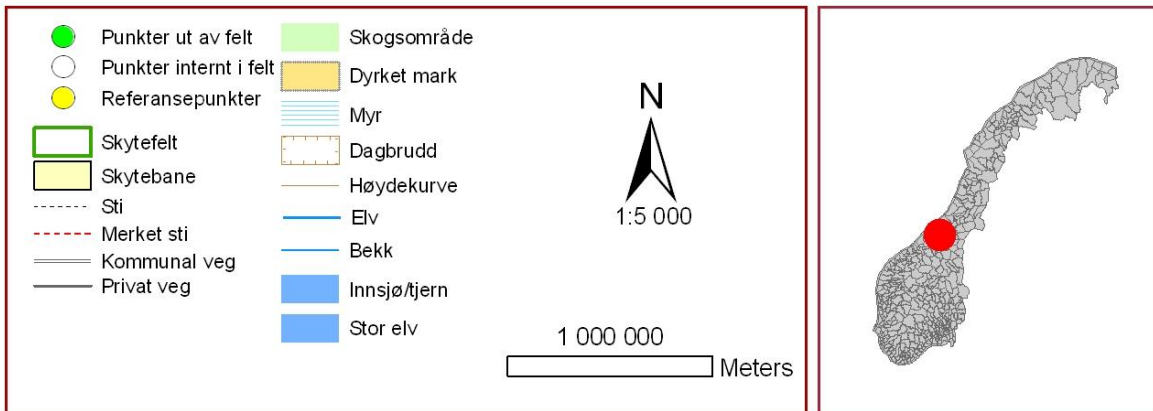 Punkter ut av felt
Punkter internt i felt
Referansepunkter
Skytefelt
Skytebane
Sti
Merket sti
Kommunal veg
Privat veg
Skogsområde
Dyrket mark
Myr
Dagbrudd
Høydekurve
Elv
Bekk
Innsjø/tjern
Stor elv
N
1:5 000
1 000 000
Meters